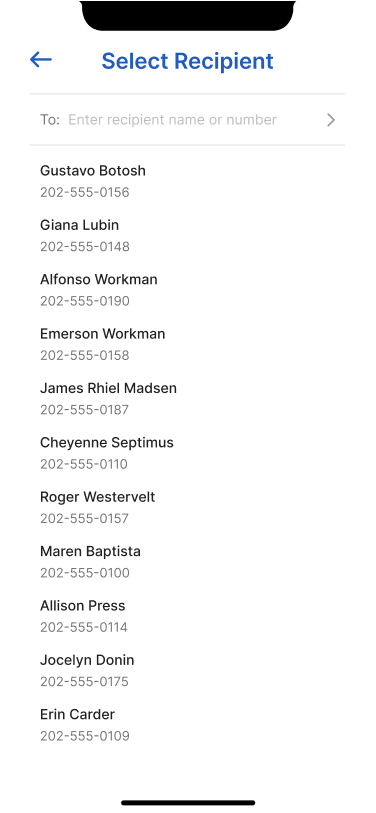 Select Recipient
To: Enter recipient name or number
Gustavo Botosh
202-555-0156
Giana Lubin
202-555-0148
Alfonso Workman
202-555-0190
Emerson Workman
202-555-0158
James Rhiel Madsen
202-555-0187
Cheyenne Septimus
202-555-0110
Roger Westervelt
202-555-0157
Maren Baptista
202-555-0100
Allison Press
202-555-0114
Jocelyn Donin
202-555-0175
Erin Carder
202-555-0109